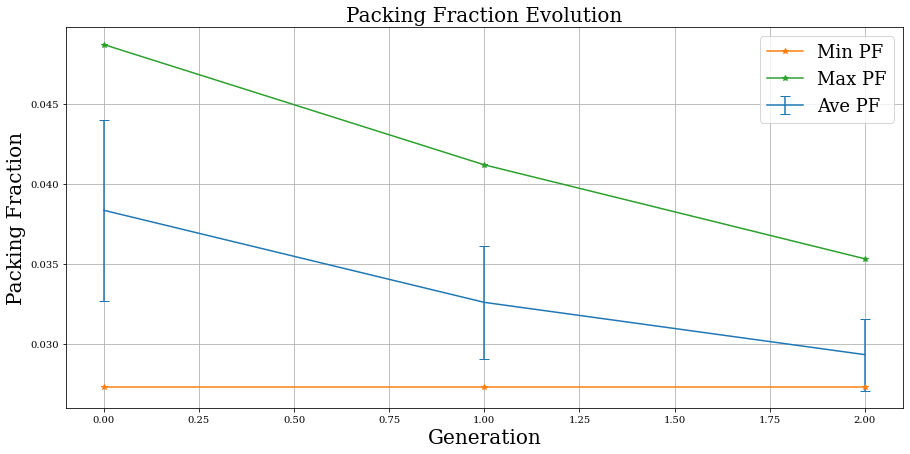 Packing Fraction Evolution
Min PF
Max PF
Ave PF
Packing Fraction
0.045
0.040
0.035
0.030
0.00 0.25 0.50 0.75 1.00 1.25 1.50 1.75 2.00
Generation